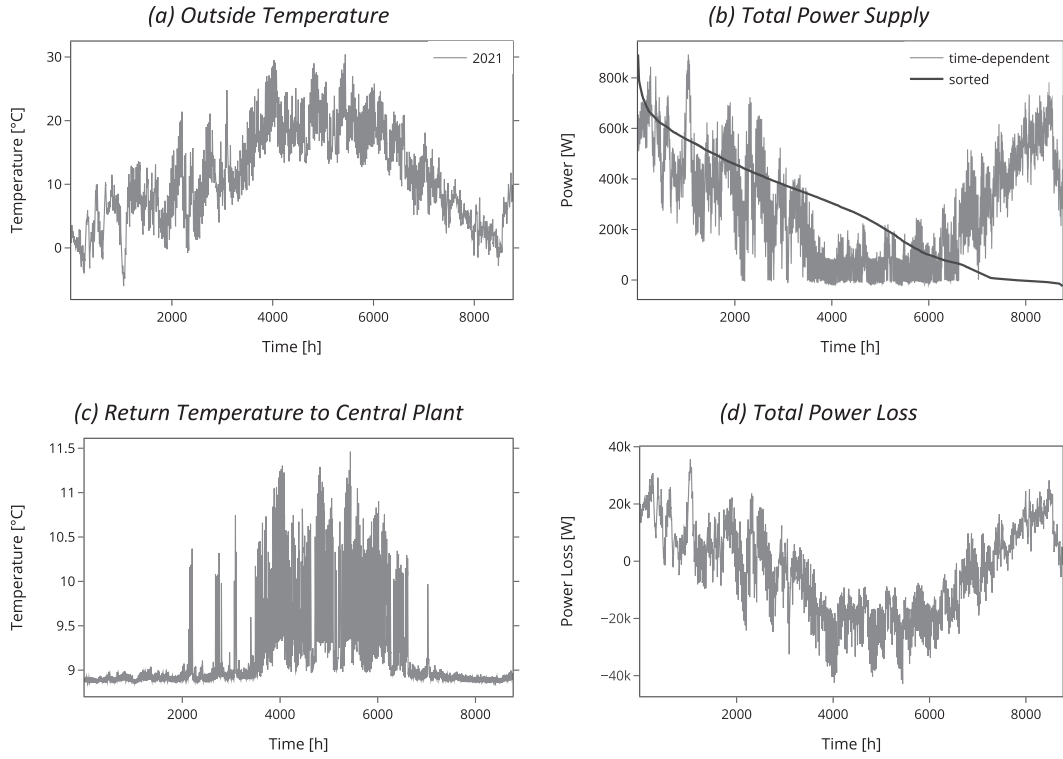 (a) Outside Temperature
(b) Total Power Supply
30
20
10
0
Temperature [°C]
2021
2000
4000
6000
8000
Time [h]
800k
600k
400k
200k
0
Power [W]
time-dependent
sorted
2000
4000
6000
8000
Time [h]
(c) Return Temperature to Central Plant
(d) Total Power Loss
11.5
11
10.5
10
9.5
9
Temperature [°C]
2000
4000
6000
8000
Time [h]
40k
20k
0
−20k
−40k
Power Loss [W]
2000
4000
6000
8000
Time [h]